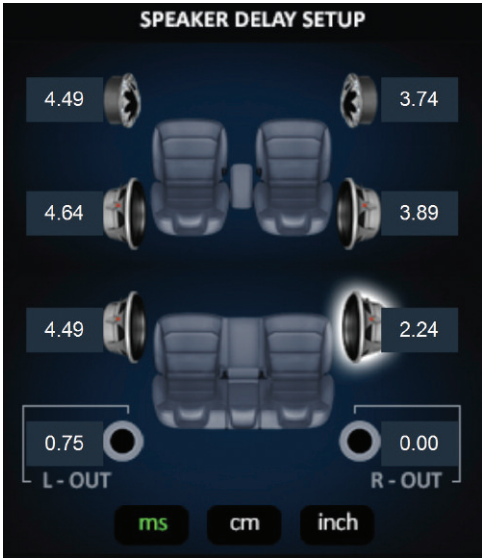 SPEAKER DELAY SETUP
4.49 3.74
4.64 3.89
4.49 2.24
0.75 0.00
L - OUT R - OUT
ms cm inch